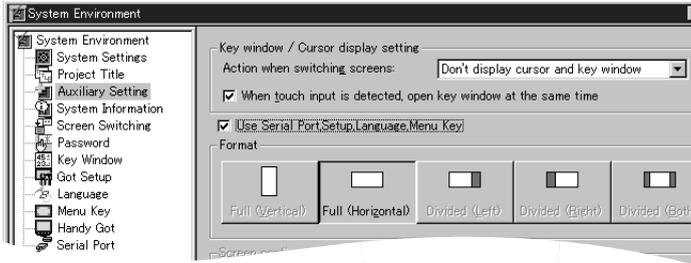 System Environment
System Environment
System Settings
Project Title
Auxiliary Setting
System Information
Screen Switching
Password
Key Window
Got Setup
Language
Menu Key
Handy Got
Serial Port
Key window / Cursor display setting
Action when switching screens: Don't display cursor and key window
When touch input is detected, open key window at the same time
Use Serial Port,Setup,Language,Menu Key
Format
Full (Vertical) Full (Horizontal) Divided (Left) Divided (Right) Divided (Both
Screen